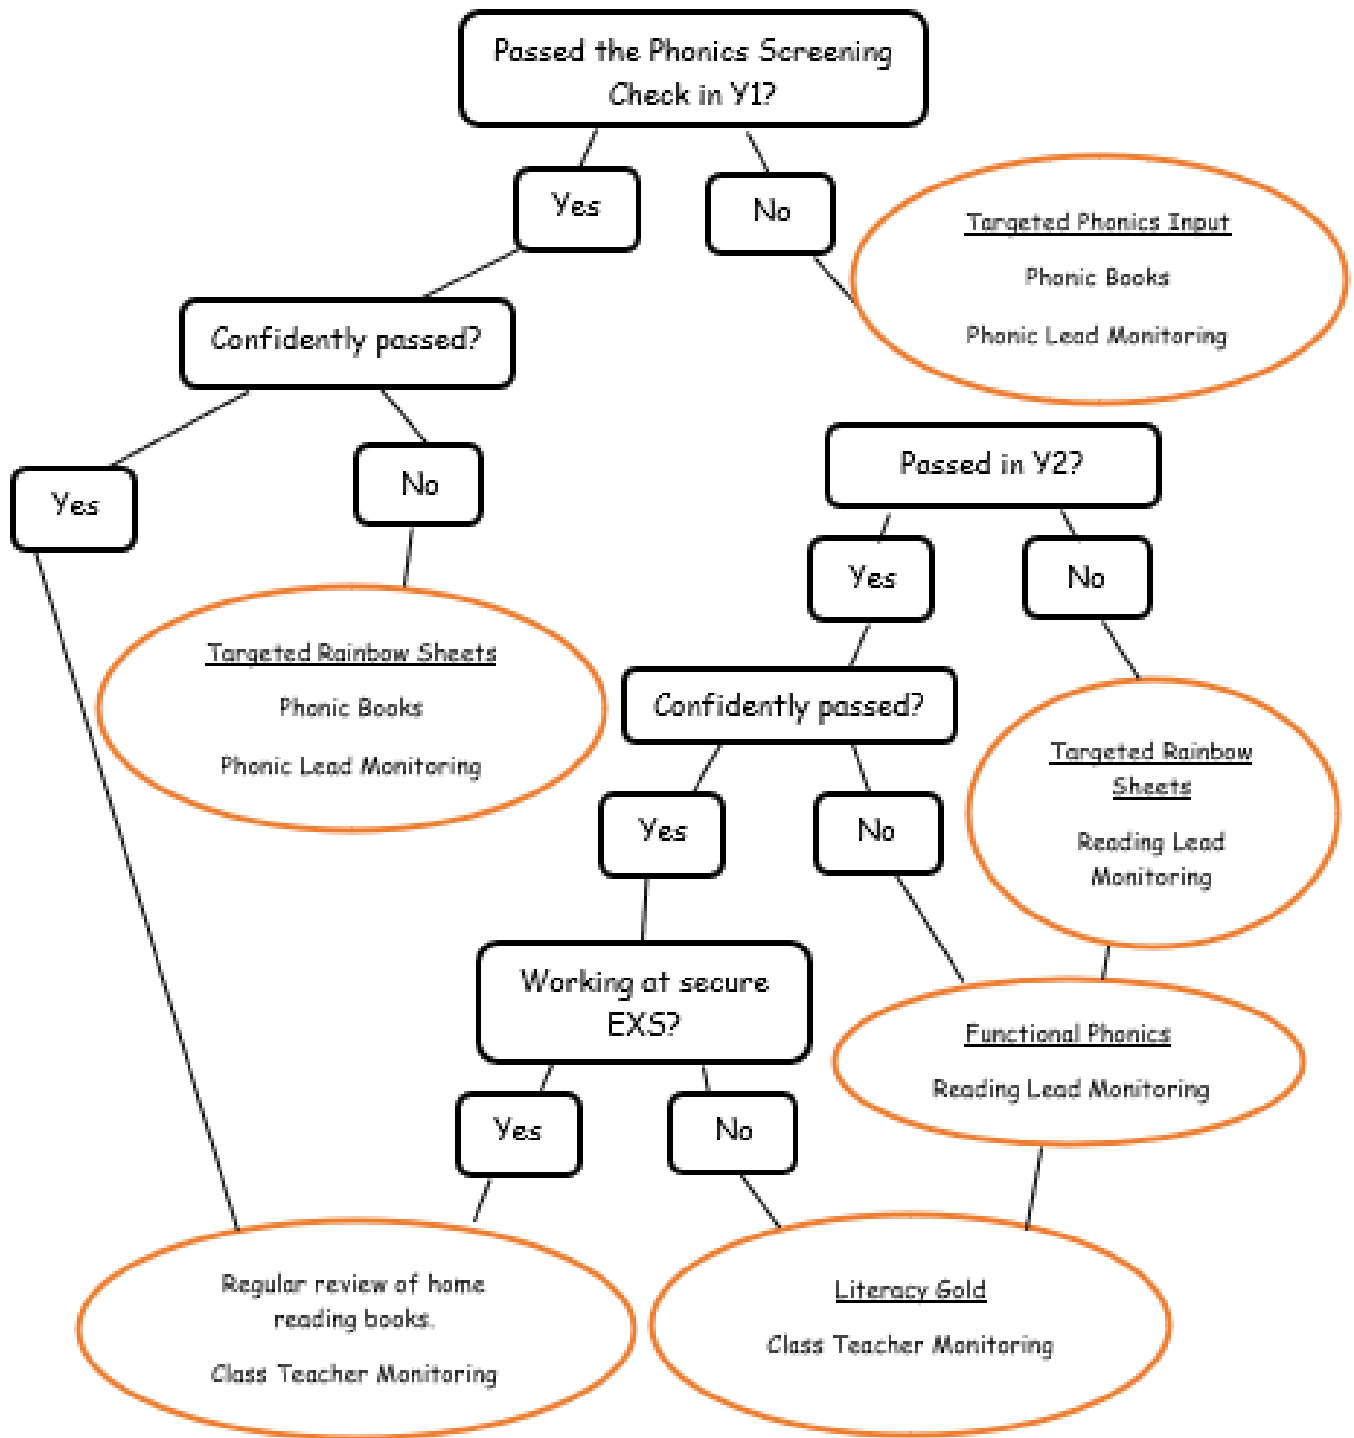 Passed the Phonics Screening
Check in Y1?
Yes
No
Targeted Phonics Input
Phonic Books
Phonic Lead Monitoring
Confidently passed?
Yes
No
Passed in Y2?
Yes
No
Targeted Rainbow Sheets
Phonic Books
Phonic Lead Monitoring
Confidently passed?
Targeted Rainbow
Sheets
Reading Lead
Monitoring
Yes
No
Working at secure
EXS?
Functional Phonics
Reading Lead Monitoring
Yes
No
Regular review of home
reading books.
Class Teacher Monitoring
Literacy Gold
Class Teacher Monitoring